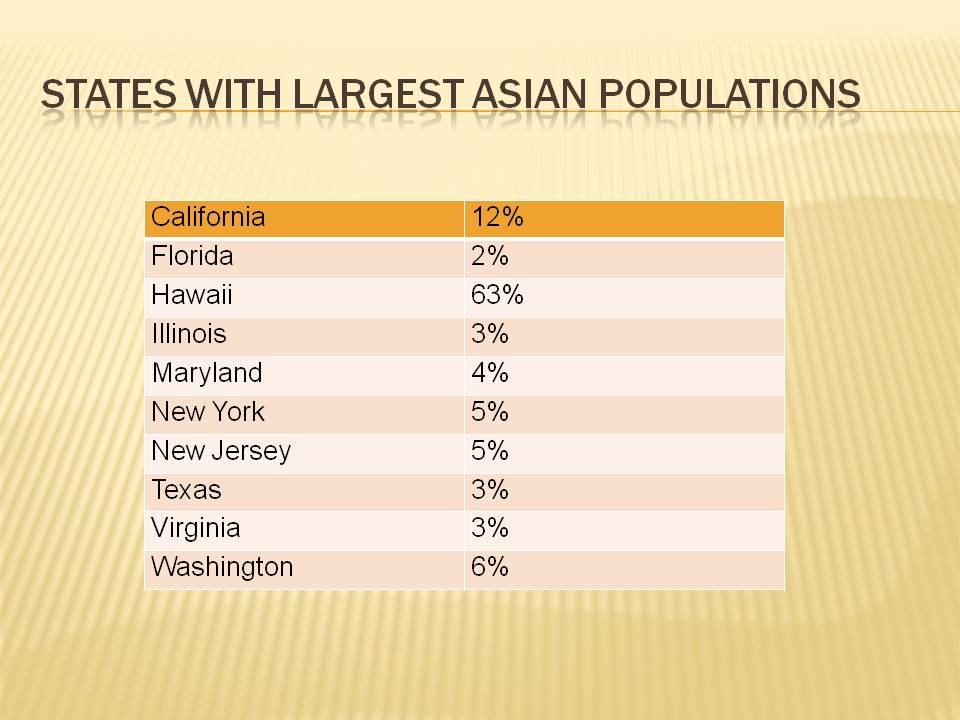 STATES WITH LARGEST ASIAN POPULATIONS
California 12%
Florida 2%
Hawaii 63%
Illinois 3%
Maryland 4%
New York 5%
New Jersey 5%
Texas 3%
Virginia 3%
Washington 6%